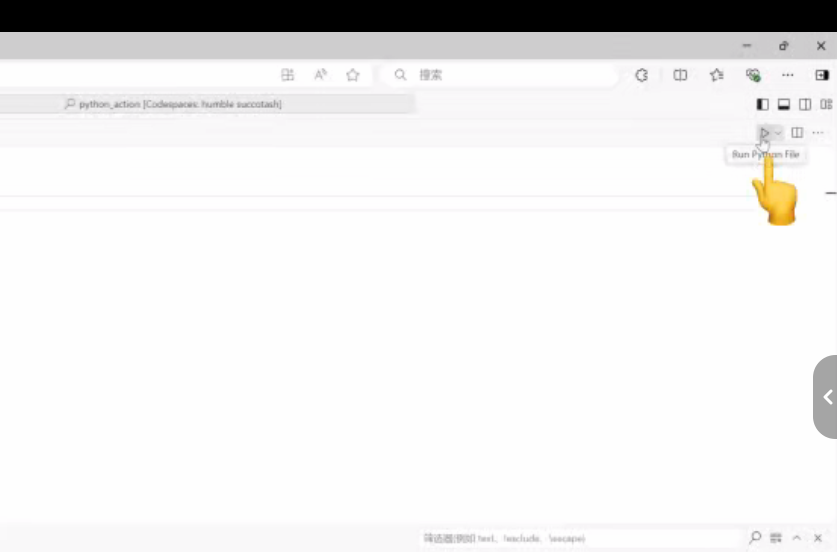 搜索
python_action [Codespaces: humble succotash]
Run Python File
筛选器(例如 text、!exclude、\escape)